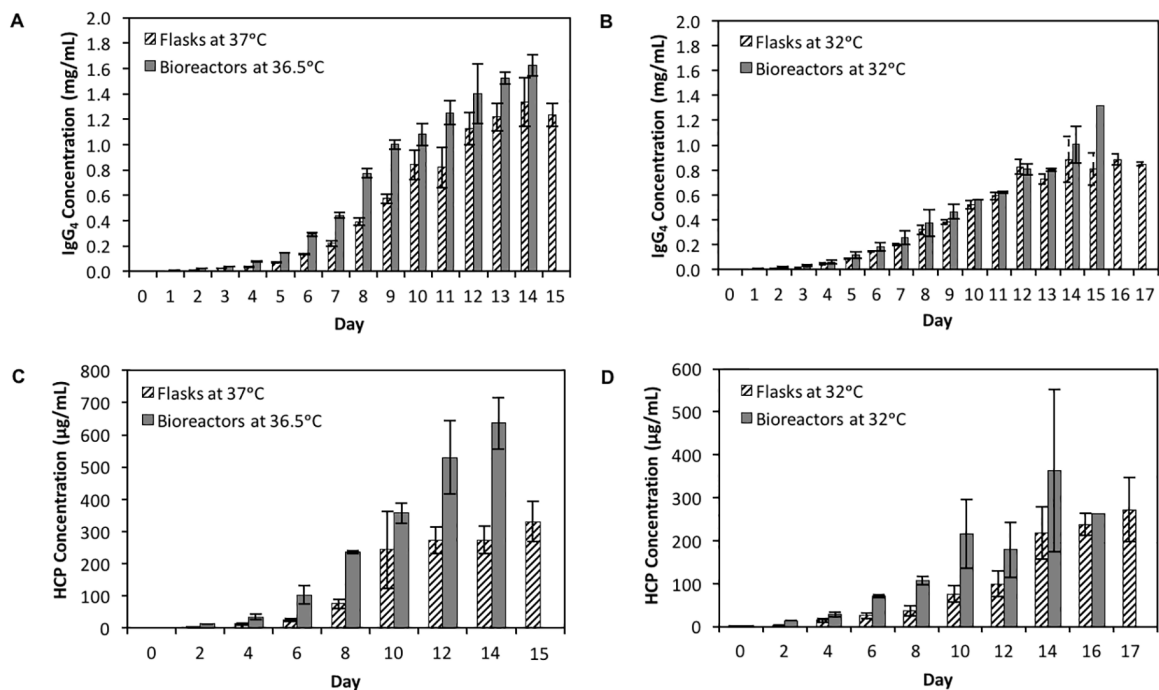 A
IgG4 Concentration (mg/mL)
2.0
1.8
1.6
1.4
1.2
1.0
0.8
0.6
0.4
0.2
0.0
Flasks at 37°C
Bioreactors at 36.5°C
0 1 2 3 4 5 6 7 8 9 10 11 12 13 14 15
Day
B
IgG4 Concentration (mg/mL)
2.0
1.8
1.6
1.4
1.2
1.0
0.8
0.6
0.4
0.2
0.0
Flasks at 32°C
Bioreactors at 32°C
0 1 2 3 4 5 6 7 8 9 10 11 12 13 14 15 16 17
Day
C
HCP Concentration (µg/mL)
800
700
600
500
400
300
200
100
0
Flasks at 37°C
Bioreactors at 36.5°C
0 2 4 6 8 10 12 14 15
Day
D
HCP Concentration (µg/mL)
600
500
400
300
200
100
0
Flasks at 32°C
Bioreactors at 32°C
0 2 4 6 8 10 12 14 16 17
Day